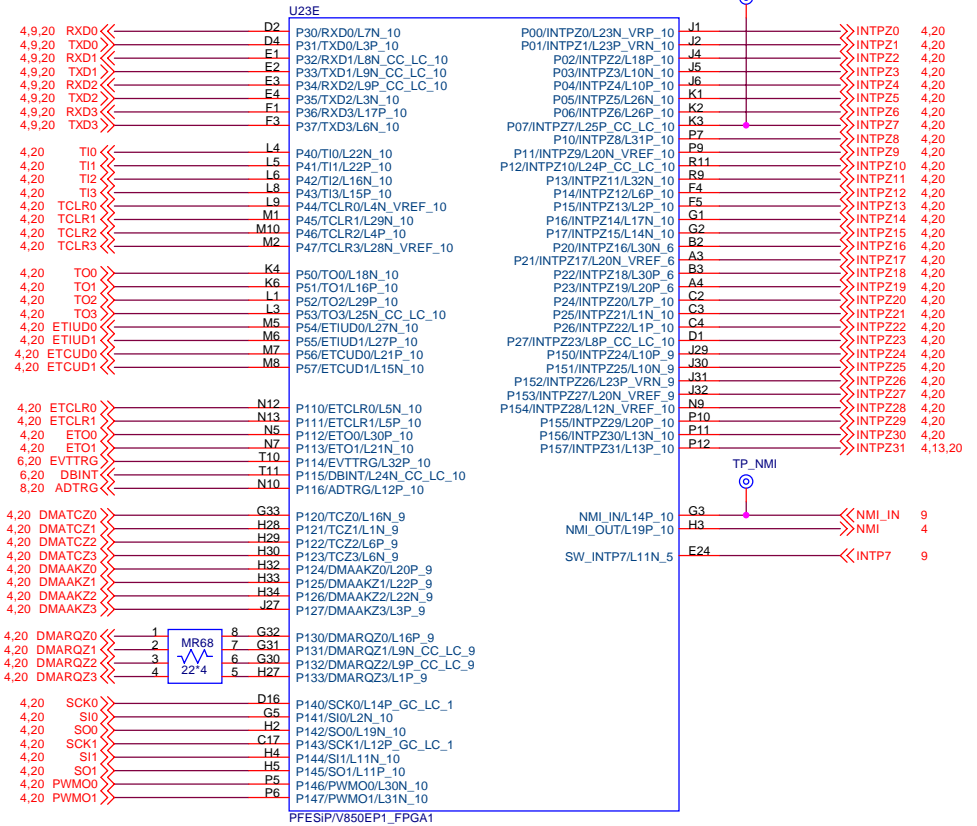 U23E
4,9,20 RXD0 D2 P30/RXD0/L7N_10 P00/INTPZ0/L23N_VRP_10 J1 INTPZ0 4,20
4,9,20 TXD0 D4 P31/TXD0/L3P_10 P01/INTPZ1/L23P_VRN_10 J2 INTPZ1 4,20
4,9,20 RXD1 E1 P32/RXD1/L8N_CC_LC_10 P02/INTPZ2/L18P_10 J4 INTPZ2 4,20
4,9,20 TXD1 E2 P33/TXD1/L9N_CC_LC_10 P03/INTPZ3/L10N_10 J5 INTPZ3 4,20
4,9,20 RXD2 E3 P34/RXD2/L9P_CC_LC_10 P04/INTPZ4/L10P_10 J6 INTPZ4 4,20
4,9,20 TXD2 E4 P35/TXD2/L3N_10 P05/INTPZ5/L26N_10 K1 INTPZ5 4,20
4,9,20 RXD3 F1 P36/RXD3/L17P_10 P06/INTPZ6/L26P_10 K2 INTPZ6 4,20
4,9,20 TXD3 F3 P37/TXD3/L6N_10 P07/INTPZ7/L25P_CC_LC_10 K3 INTPZ7 4,20
P10/INTPZ8/L31P_10 P7 INTPZ8 4,20
4,20 TI0 L4 P40/TI0/L22N_10 P11/INTPZ9/L20N_VREF_10 P9 INTPZ9 4,20
4,20 TI1 L5 P41/TI1/L22P_10 P12/INTPZ10/L24P_CC_LC_10 R11 INTPZ10 4,20
4,20 TI2 L6 P42/TI2/L16N_10 P13/INTPZ11/L32N_10 R9 INTPZ11 4,20
4,20 TI3 L8 P43/TI3/L15P_10 P14/INTPZ12/L6P_10 F4 INTPZ12 4,20
4,20 TCLR0 L9 P44/TCLR0/L4N_VREF_10 P15/INTPZ13/L2P_10 F5 INTPZ13 4,20
4,20 TCLR1 M1 P45/TCLR1/L29N_10 P16/INTPZ14/L17N_10 G1 INTPZ14 4,20
4,20 TCLR2 M10 P46/TCLR2/L4P_10 P17/INTPZ15/L14N_10 G2 INTPZ15 4,20
4,20 TCLR3 M2 P47/TCLR3/L28N_VREF_10 P20/INTPZ16/L30N_6 B2 INTPZ16 4,20
P21/INTPZ17/L20N_VREF_6 A3 INTPZ17 4,20
4,20 TO0 K4 P50/TO0/L18N_10 P22/INTPZ18/L30P_6 B3 INTPZ18 4,20
4,20 TO1 K6 P51/TO1/L16P_10 P23/INTPZ19/L20P_6 A4 INTPZ19 4,20
4,20 TO2 L1 P52/TO2/L29P_10 P24/INTPZ20/L7P_10 C2 INTPZ20 4,20
4,20 TO3 L3 P53/TO3/L25N_CC_LC_10 P25/INTPZ21/L1N_10 C3 INTPZ21 4,20
4,20 ETIUD0 M5 P54/ETIUD0/L27N_10 P26/INTPZ22/L1P_10 C4 INTPZ22 4,20
4,20 ETIUD1 M6 P55/ETIUD1/L27P_10 P27/INTPZ23/L8P_CC_LC_10 D1 INTPZ23 4,20
4,20 ETCUD0 M7 P56/ETCUD0/L21P_10 P150/INTPZ24/L10P_9 J29 INTPZ24 4,20
4,20 ETCUD1 M8 P57/ETCUD1/L15N_10 P151/INTPZ25/L10N_9 J30 INTPZ25 4,20
P152/INTPZ26/L23P_VRN_9 J31 INTPZ26 4,20
P153/INTPZ27/L20N_VREF_9 J32 INTPZ27 4,20
4,20 ETCLR0 N12 P110/ETCLR0/L5N_10 P154/INTPZ28/L12N_VREF_10 N9 INTPZ28 4,20
4,20 ETCLR1 N13 P111/ETCLR1/L5P_10 P155/INTPZ29/L20P_10 P10 INTPZ29 4,20
4,20 ETO0 N5 P112/ETO0/L30P_10 P156/INTPZ30/L13N_10 P11 INTPZ30 4,20
4,20 ETO1 N7 P113/ETO1/L21N_10 P157/INTPZ31/L13P_10 P12 INTPZ31 4,13,20
6,20 EVTTRG T10 P114/EVTTRG/L32P_10 TP_NMI
6,20 DBINT T11 P115/DBINT/L24N_CC_LC_10
8,20 ADTRG N10 P116/ADTRG/L12P_10
4,20 DMATCZ0 G33 P120/TCZ0/L16N_9 NMI_IN/L14P_10 G3 NMI_IN 9
4,20 DMATCZ1 H28 P121/TCZ1/L1N_9 NMI_OUT/L19P_10 H3 NMI 4
4,20 DMATCZ2 H29 P122/TCZ2/L6P_9
4,20 DMATCZ3 H30 P123/TCZ3/L6N_9 SW_INTP7/L11N_5 E24 INTP7 9
4,20 DMAAKZ0 H32 P124/DMAAKZ0/L20P_9
4,20 DMAAKZ1 H33 P125/DMAAKZ1/L22P_9
4,20 DMAAKZ2 H34 P126/DMAAKZ2/L22N_9
4,20 DMAAKZ3 J27 P127/DMAAKZ3/L3P_9
4,20 DMARQZ0 1 8 G32 P130/DMARQZ0/L16P_9
4,20 DMARQZ1 2 MR68 7 G31 P131/DMARQZ1/L9N_CC_LC_9
4,20 DMARQZ2 3 6 G30 P132/DMARQZ2/L9P_CC_LC_9
4,20 DMARQZ3 4 22*4 5 H27 P133/DMARQZ3/L1P_9
4,20 SCK0 D16 P140/SCK0/L14P_GC_LC_1
4,20 SI0 G5 P141/SI0/L2N_10
4,20 SO0 H2 P142/SO0/L19N_10
4,20 SCK1 C17 P143/SCK1/L12P_GC_LC_1
4,20 SI1 H4 P144/SI1/L11N_10
4,20 SO1 H5 P145/SO1/L11P_10
4,20 PWMO0 P5 P146/PWMO0/L30N_10
4,20 PWMO1 P6 P147/PWMO1/L31N_10
PFESiP/V850EP1_FPGA1